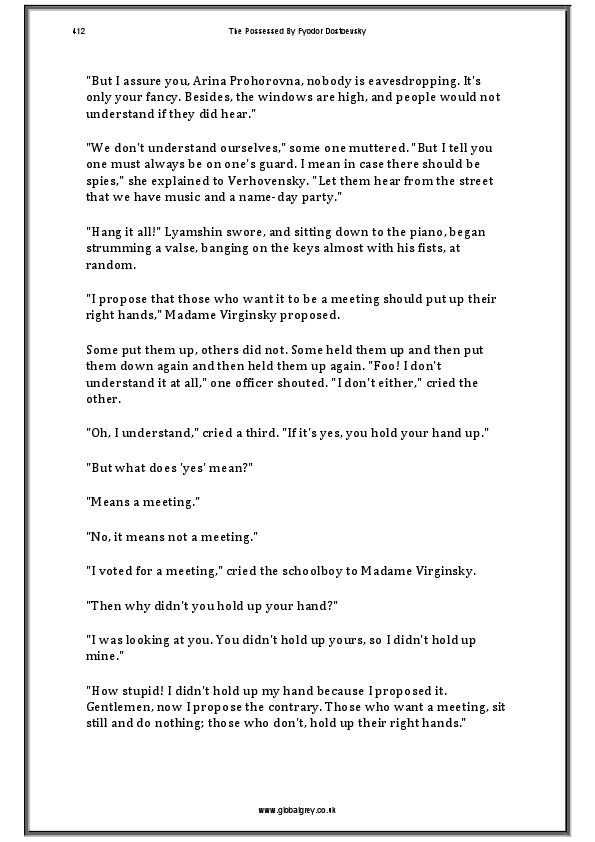 412
The Possessed By Fyodor Dostoevsky
"But I assure you, Arina Prohorovna, nobody is eavesdropping. It's
only your fancy. Besides, the windows are high, and people would not
understand if they did hear."
"We don't understand ourselves," some one muttered. "But I tell you
one must always be on one's guard. I mean in case there should be
spies," she explained to Verhovensky. "Let them hear from the street
that we have music and a name-day party."
"Hang it all!" Lyamshin swore, and sitting down to the piano, began
strumming a valse, banging on the keys almost with his fists, at
random.
"I propose that those who want it to be a meeting should put up their
right hands," Madame Virginsky proposed.
Some put them up, others did not. Some held them up and then put
them down again and then held them up again. "Foo! I don't
understand it at all," one officer shouted. "I don't either," cried the
other.
"Oh, I understand," cried a third. "If it's yes, you hold your hand up."
"But what does 'yes' mean?"
"Means a meeting."
"No, it means not a meeting."
"I voted for a meeting," cried the schoolboy to Madame Virginsky.
"Then why didn't you hold up your hand?"
"I was looking at you. You didn't hold up yours, so I didn't hold up
mine."
"How stupid! I didn't hold up my hand because I proposed it.
Gentlemen, now I propose the contrary. Those who want a meeting, sit
still and do nothing; those who don't, hold up their right hands."
www.globalgrey.co.uk